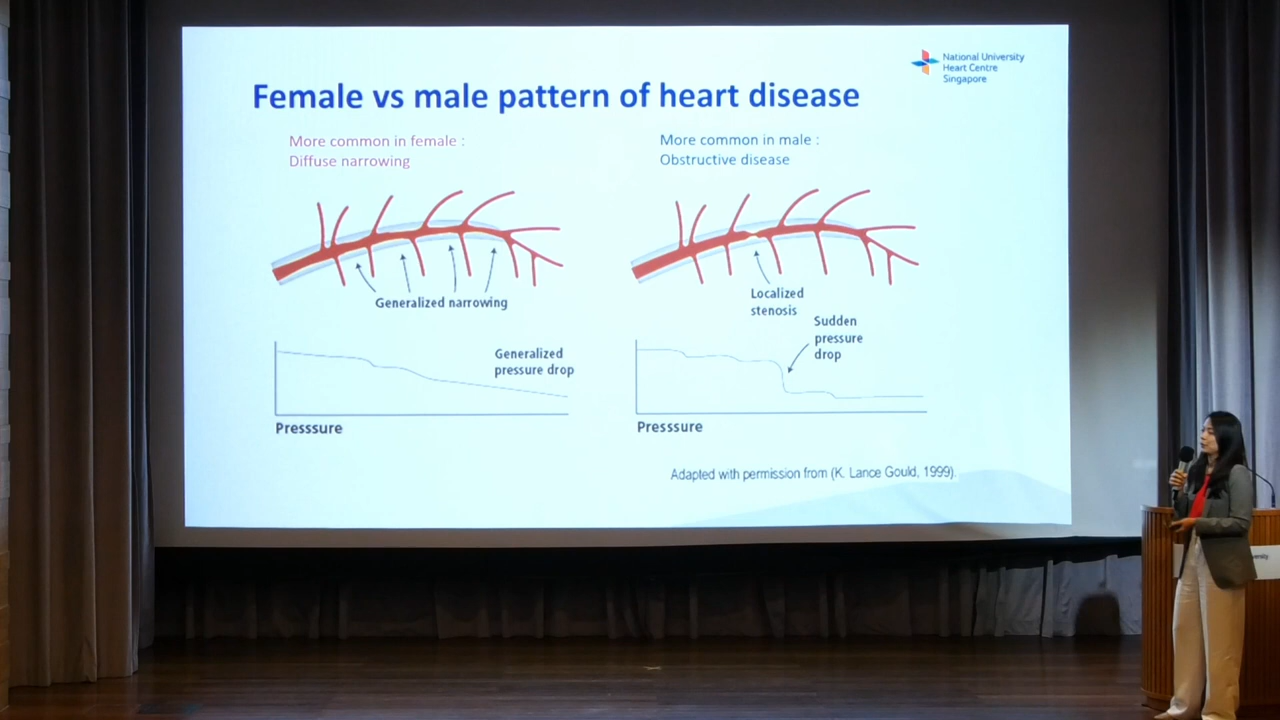 National University
Heart Centre
Singapore
Female vs male pattern of heart disease
More common in female :
Diffuse narrowing
More common in male :
Obstructive disease
Generalized narrowing
Localized
stenosis
Generalized
pressure drop
Sudden
pressure
drop
Presssure
Presssure
Adapted with permission from (K. Lance Gould, 1999).